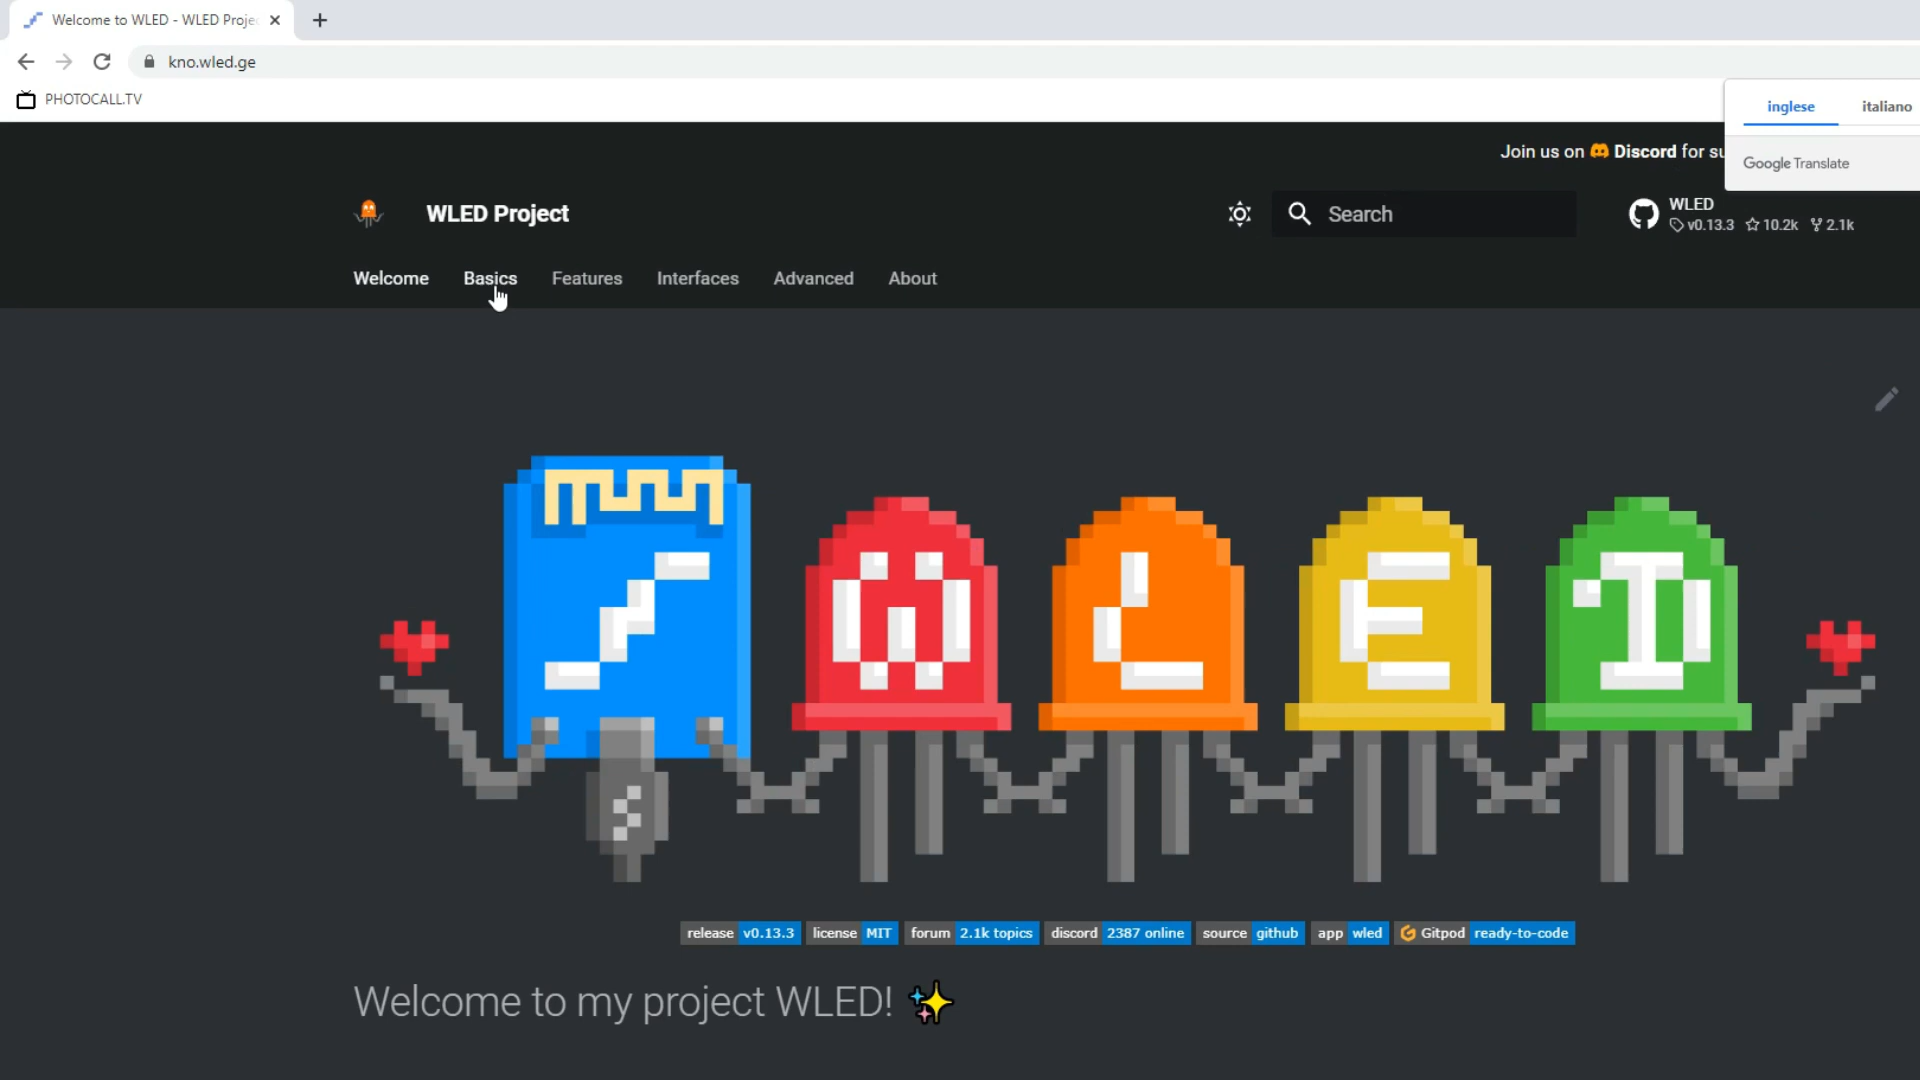 Welcome to WLED - WLED Proje
kno.wled.ge
PHOTOCALL.TV
inglese italiano
Google Translate
Join us on Discord for su
WLED Project
Search
WLED
v0.13.3 10.2k 2.1k
Welcome Basics Features Interfaces Advanced About
WLED
release v0.13.3 license MIT forum 2.1k topics discord 2387 online source github app wled Gitpod ready-to-code
Welcome to my project WLED! ✨